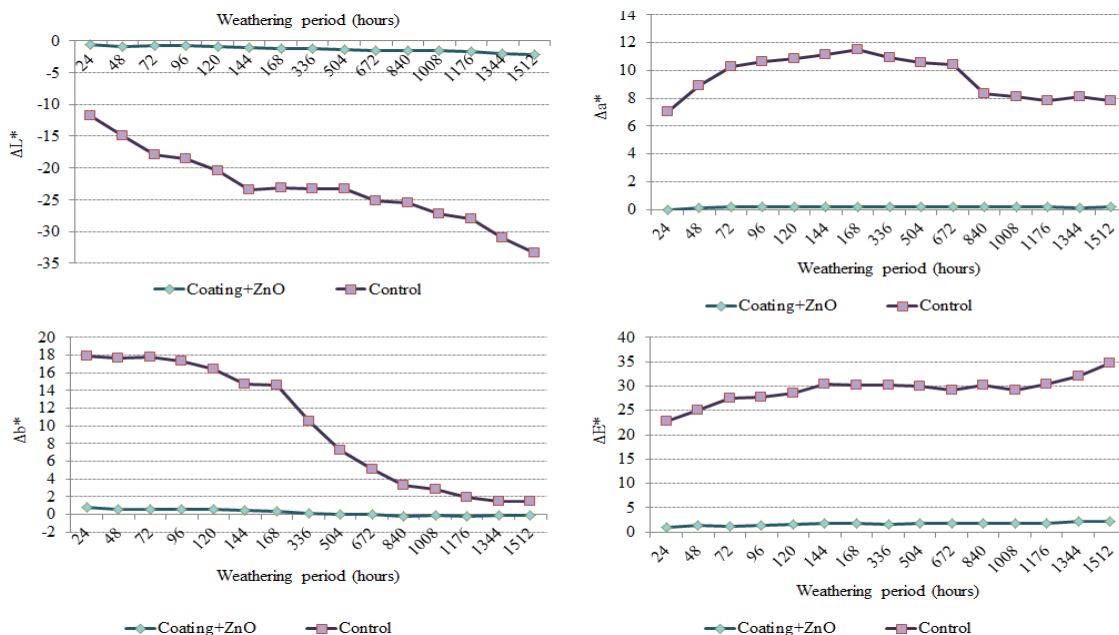 Weathering period (hours)
0
-5
-10
-15
-20
-25
-30
-35
ΔL*
24 48 72 96 120 144 168 336 504 672 840 1008 1176 1344 1512
Coating+ZnO Control
14
12
10
8
6
4
2
0
Δa*
24 48 72 96 120 144 168 336 504 672 840 1008 1176 1344 1512
Weathering period (hours)
Coating+ZnO Control
20
18
16
14
12
10
8
6
4
2
0
-2
Δb*
24 48 72 96 120 144 168 336 504 672 840 1008 1176 1344 1512
Weathering period (hours)
Coating+ZnO Control
40
35
30
25
20
15
10
5
0
ΔE*
24 48 72 96 120 144 168 336 504 672 840 1008 1176 1344 1512
Weathering period (hours)
Coating+ZnO Control